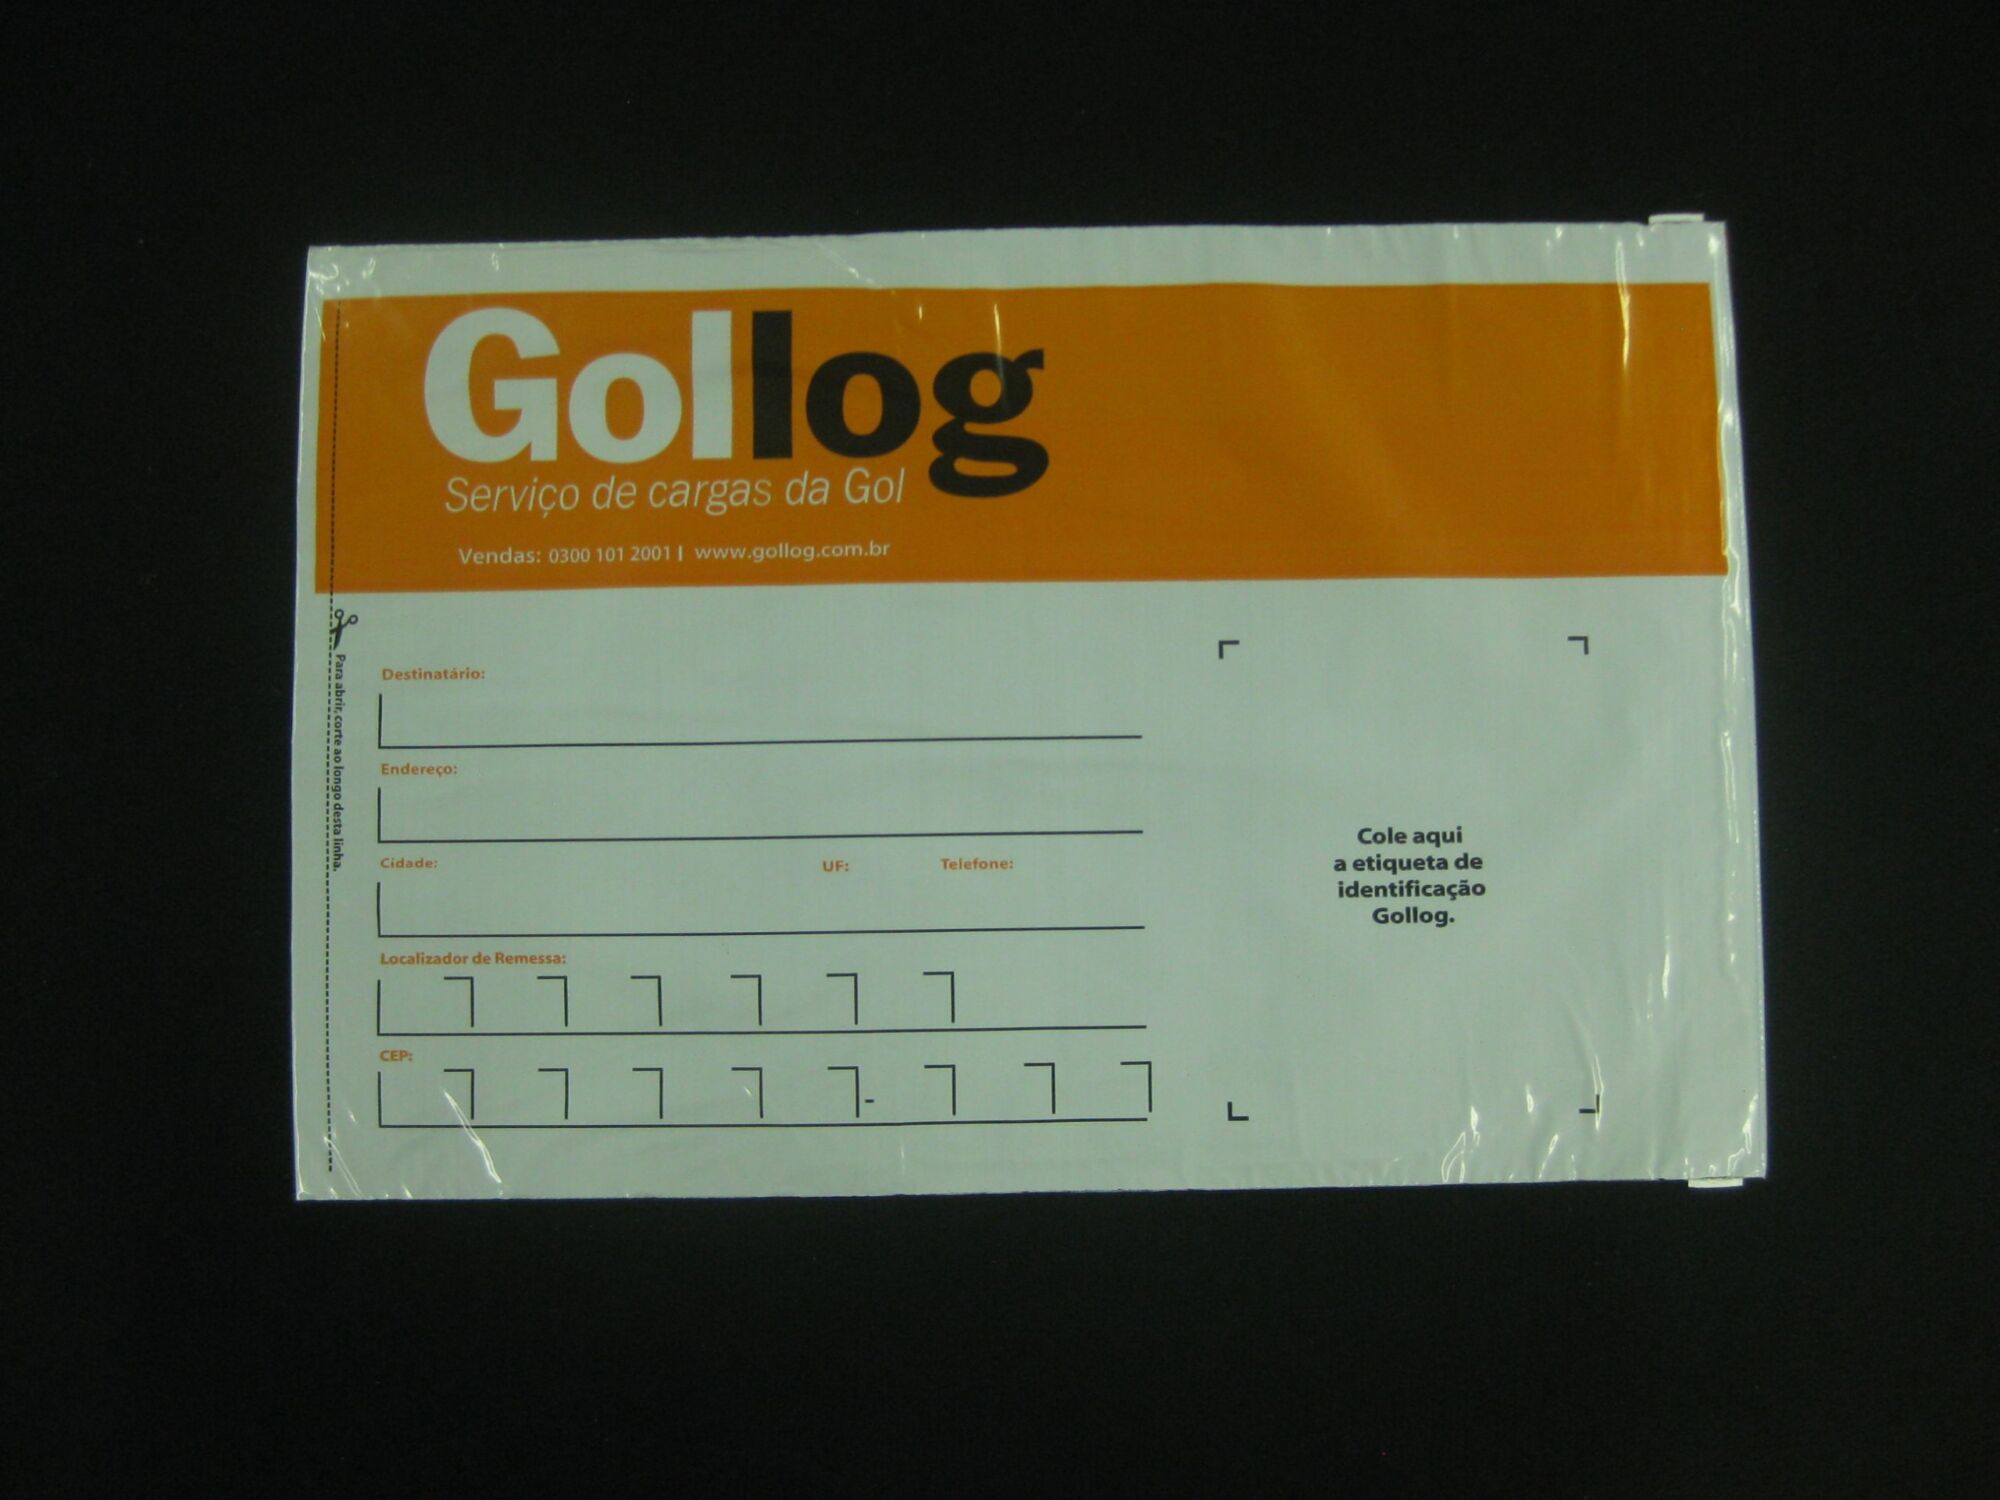 Gollog
Serviço de cargas da Gol
Vendas: 0300 101 2001 | www.gollog.com.br
Para abrir, corte ao longo desta linha.
Destinatário:
Endereço:
Cidade: UF: Telefone:
Localizador de Remessa:
CEP:
-
Cole aqui
a etiqueta de
identificação
Gollog.